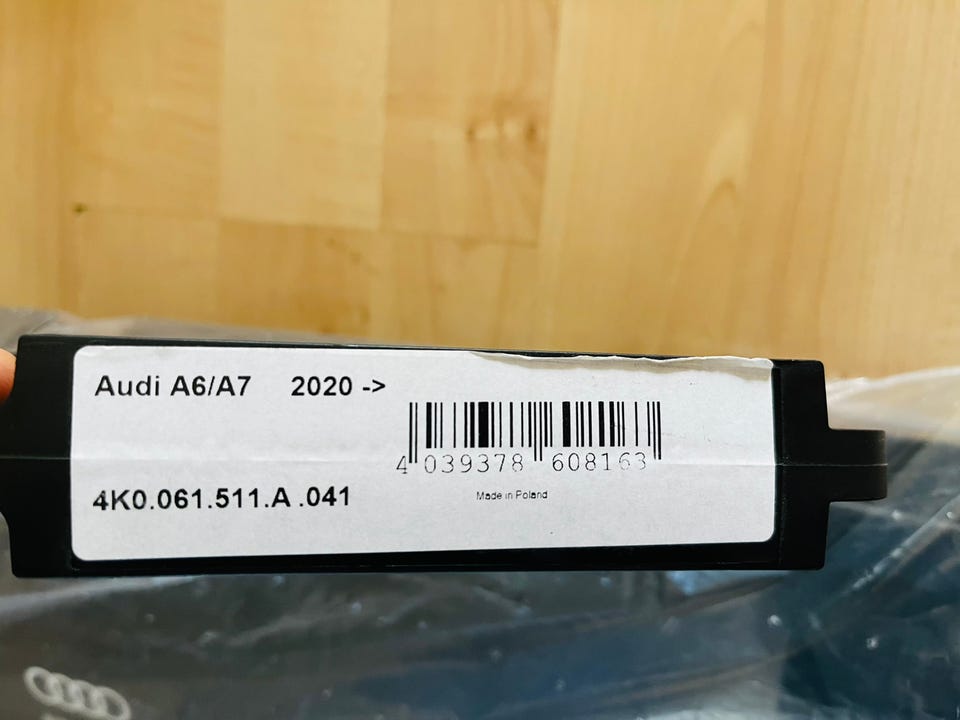 Audi A6/A7 2020 ->
4 039378 608163
4K0.061.511.A .041
Made in Poland